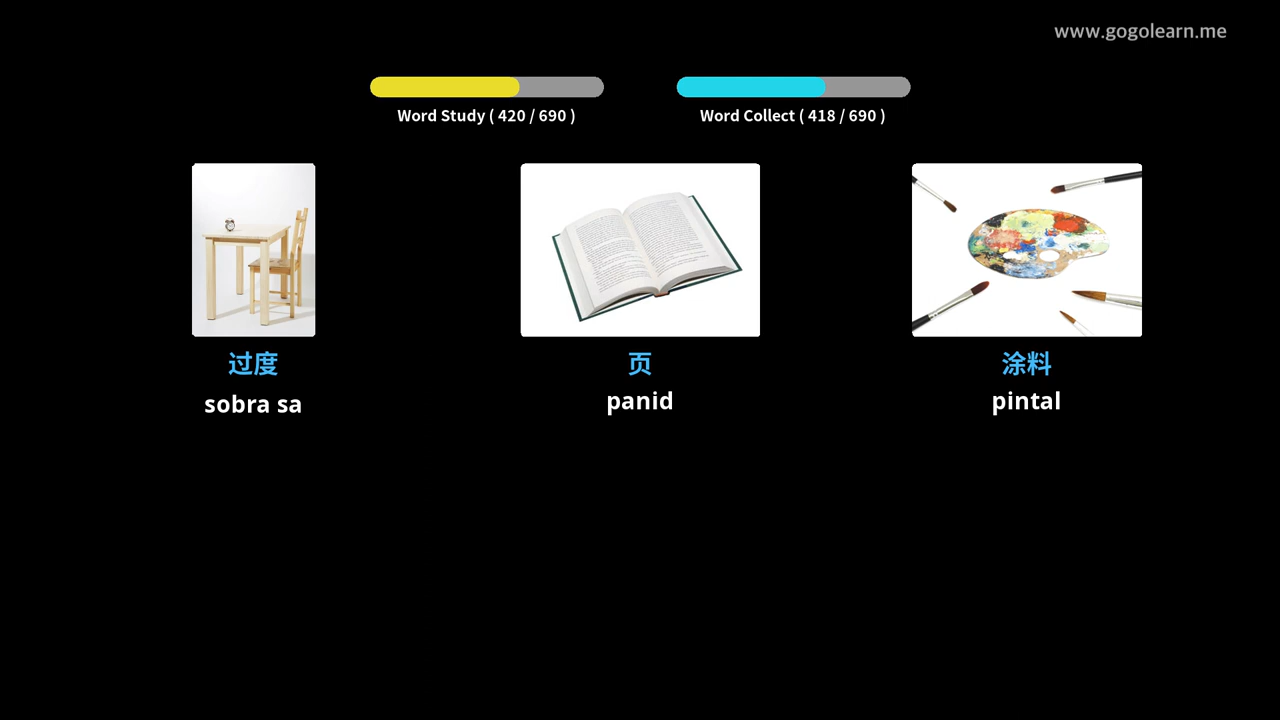 www.gogolearn.me
Word Study ( 420 / 690 )
Word Collect ( 418 / 690 )
过度
sobra sa
页
panid
涂料
pintal